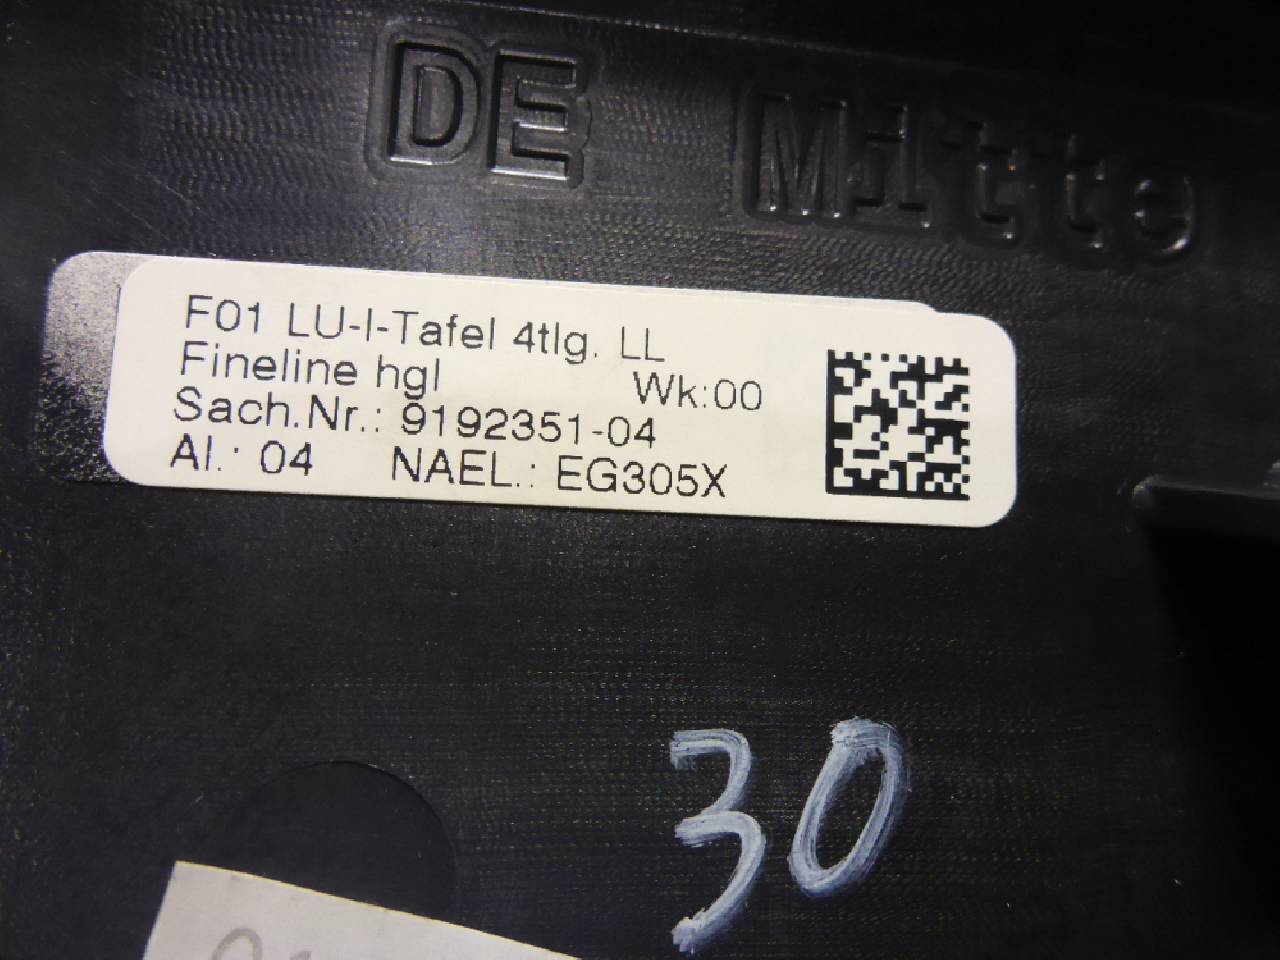 DE Mitte
F01 LU-I-Tafel 4tlg. LL
Fineline hgl Wk:00
Sach.Nr.: 9192351-04
AI.: 04 NAEL.: EG305X
30